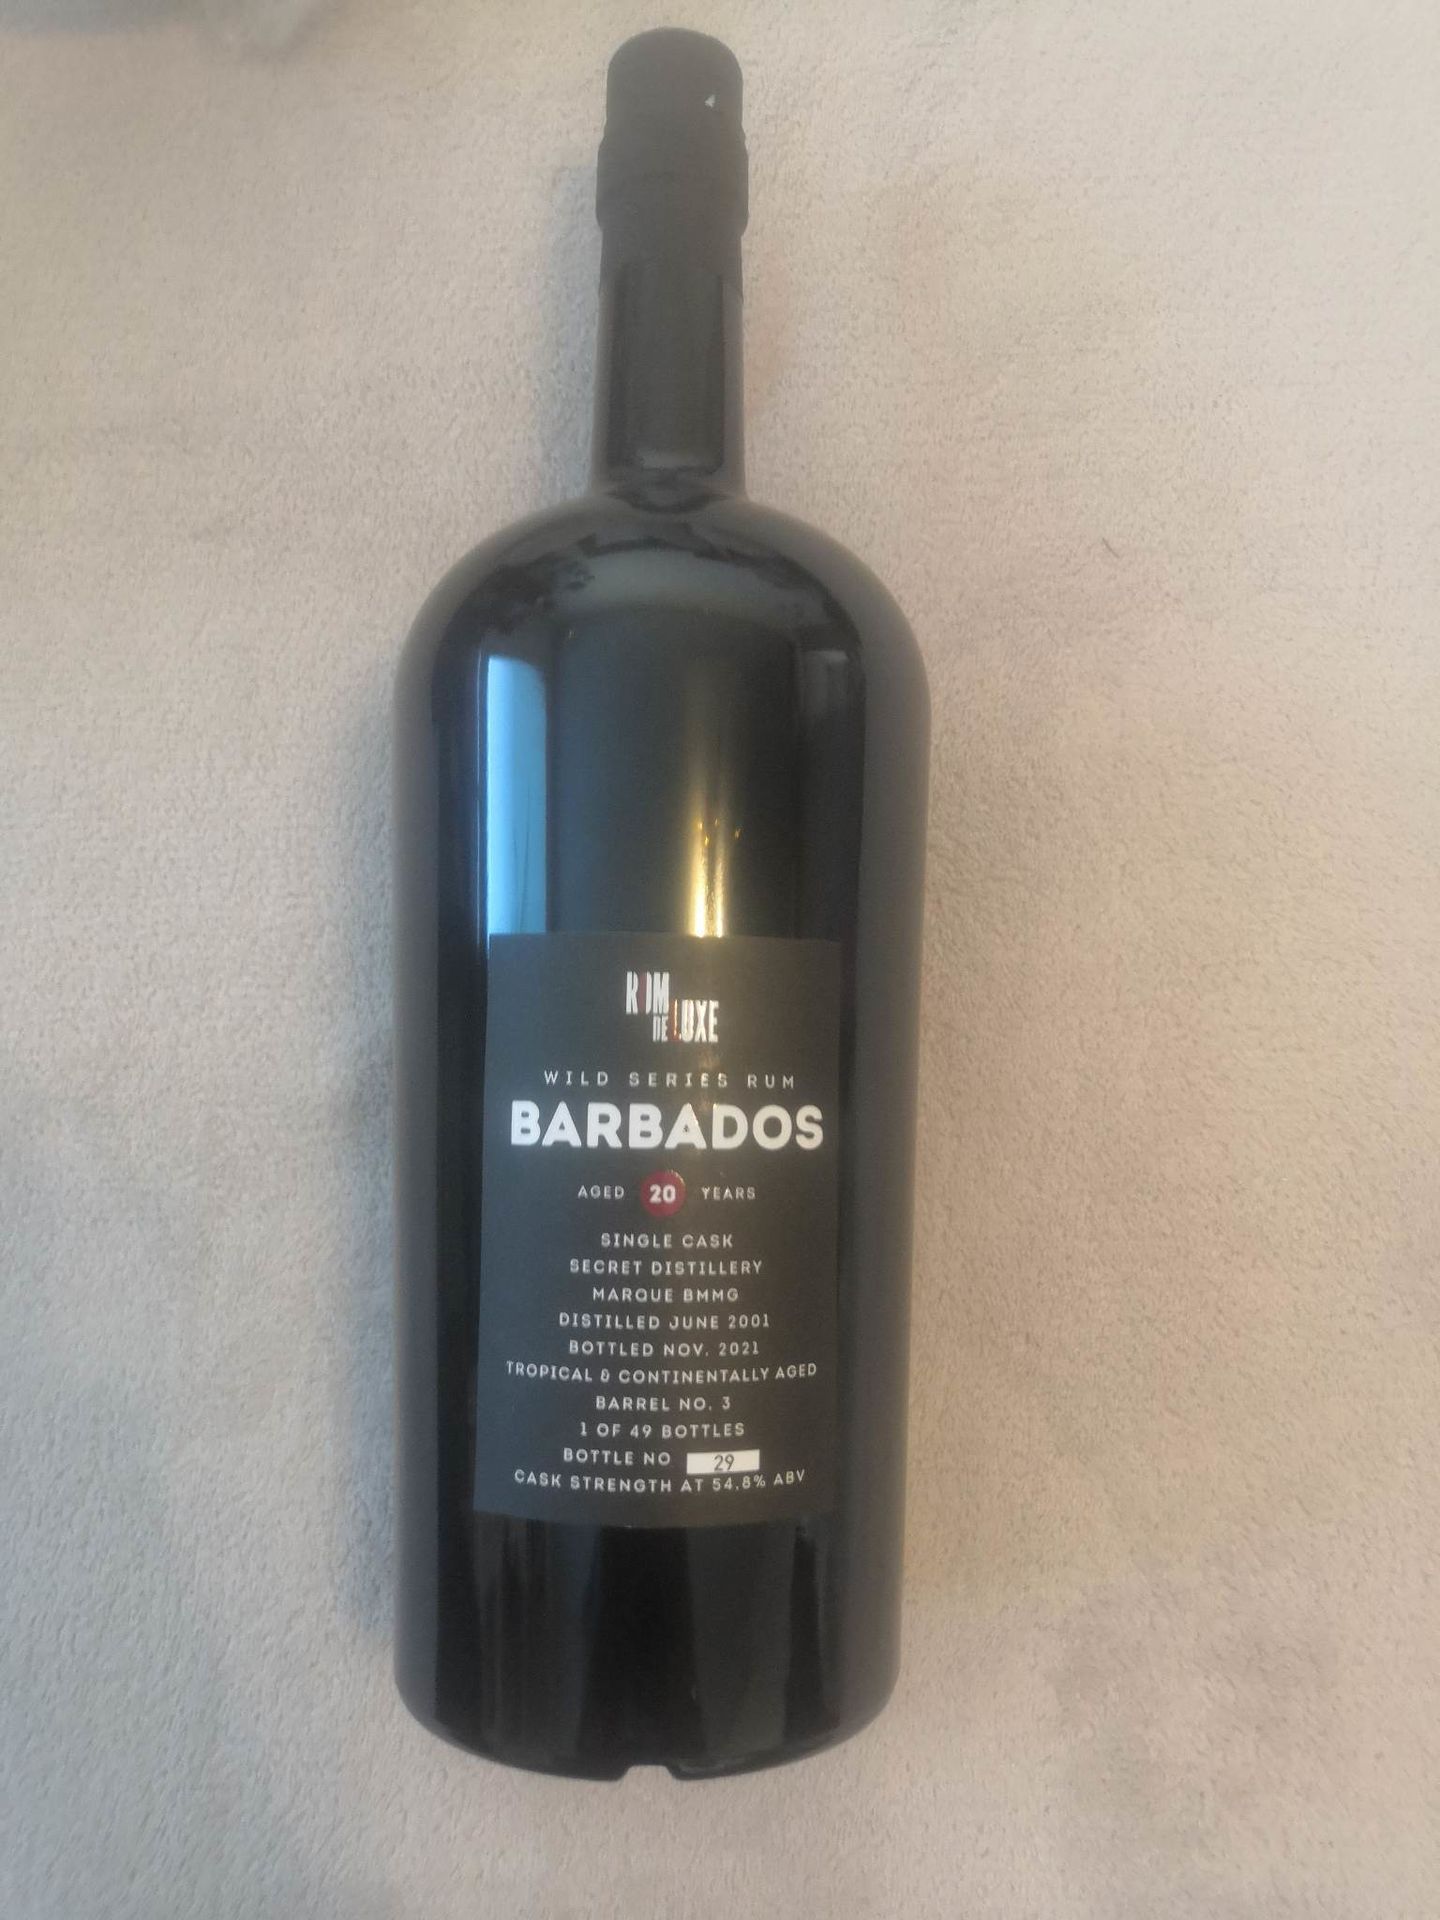 RUM
DE LUXE
WILD SERIES RUM
BARBADOS
AGED 20 YEARS
SINGLE CASK
SECRET DISTILLERY
MARQUE BMMG
DISTILLED JUNE 2001
BOTTLED NOV. 2021
TROPICAL & CONTINENTALLY AGED
BARREL NO. 3
1 OF 49 BOTTLES
BOTTLE NO 29
CASK STRENGTH AT 54,8% ABV